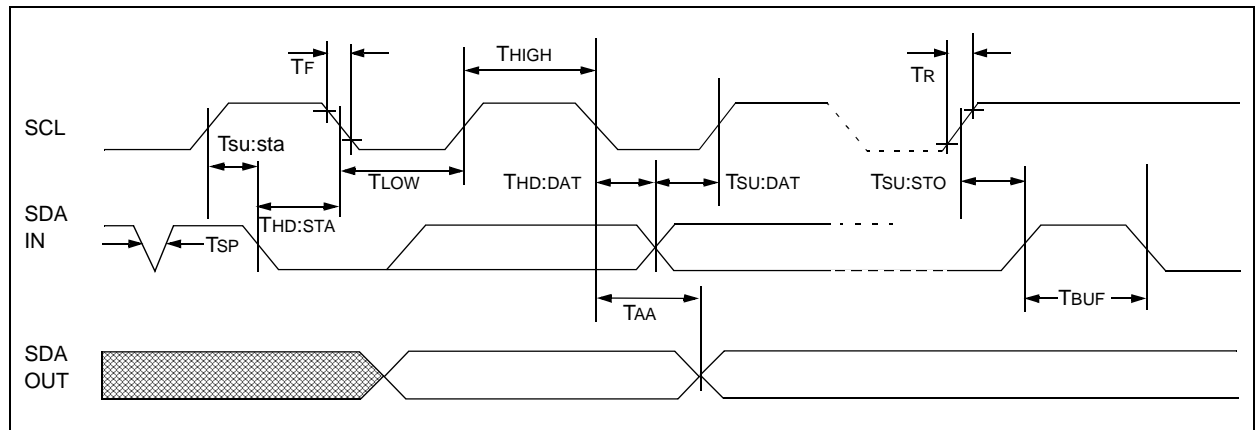 TF
THIGH
TR
SCL
Tsu:sta
TLOW
THD:DAT
TSU:DAT
TSU:STO
THD:STA
SDA
IN
TSP
TBUF
TAA
SDA
OUT